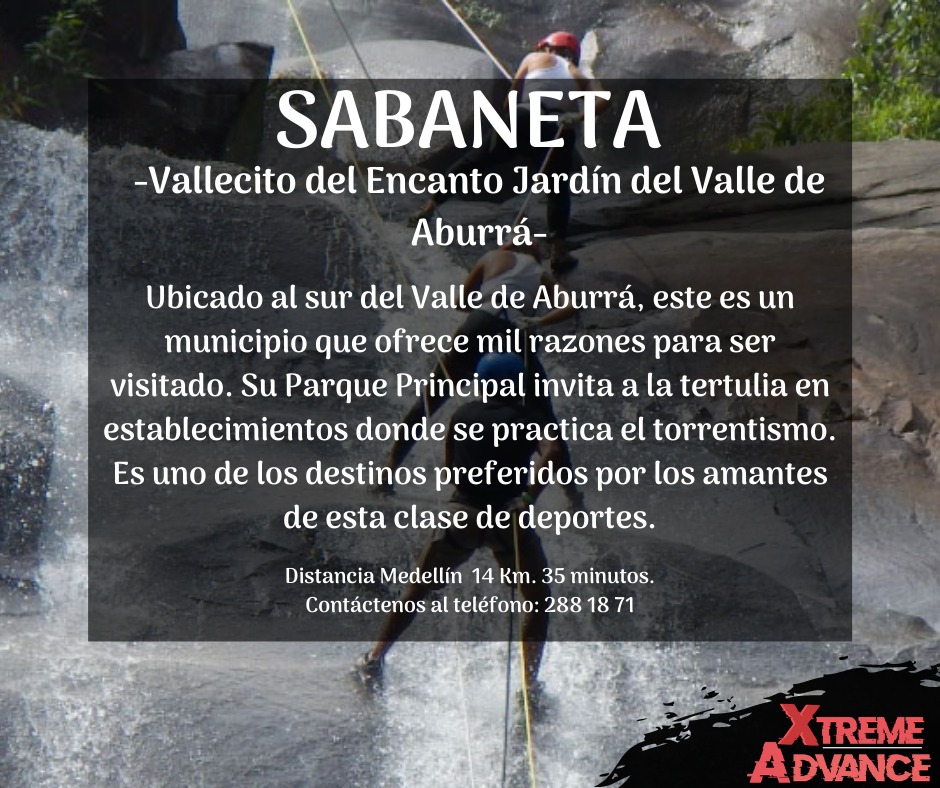 SABANETA
-Vallecito del Encanto Jardín del Valle de
Aburrá-
Ubicado al sur del Valle de Aburrá, este es un
municipio que ofrece mil razones para ser
visitado. Su Parque Principal invita a la tertulia en
establecimientos donde se practica el torrentismo.
Es uno de los destinos preferidos por los amantes
de esta clase de deportes.
Distancia Medellín 14 Km. 35 minutos.
Contáctenos al teléfono: 288 18 71
XTREME
ADVANCE